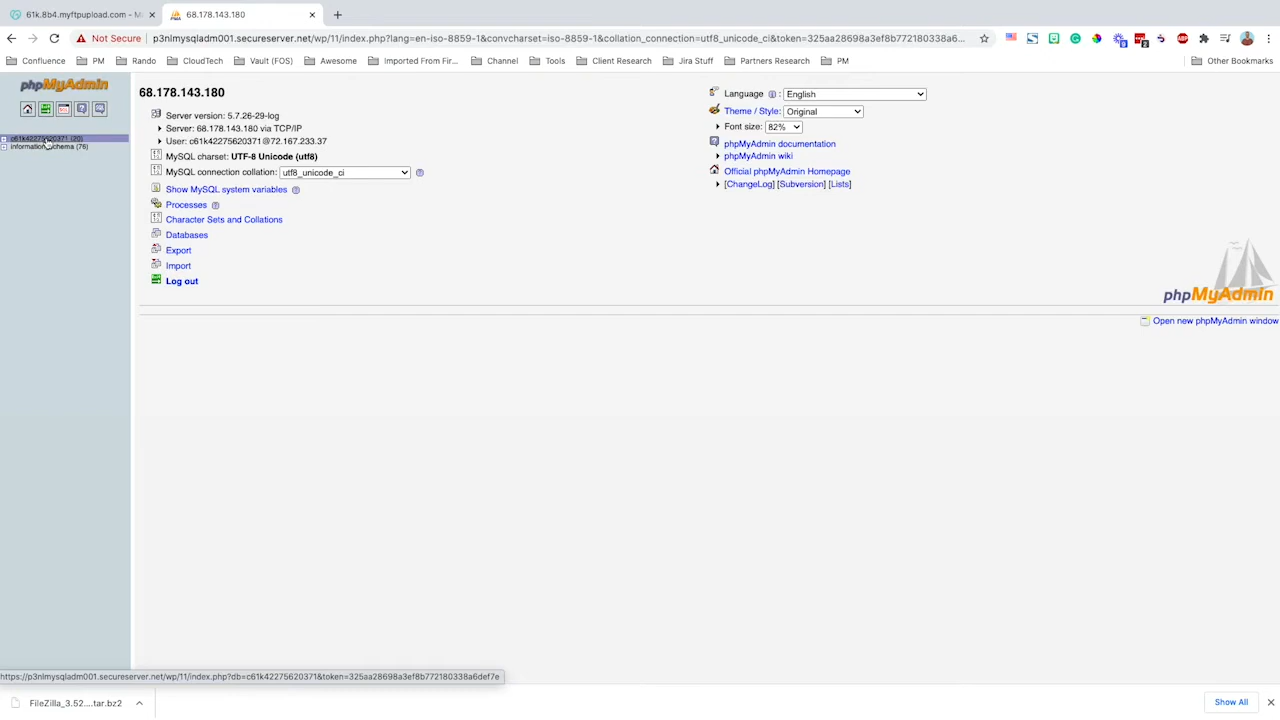 61k.8b4.myftpupload.com - M
68.178.143.180
Not Secure
p3nlmysqladm001.secureserver.net/wp/11/index.php?lang=en-iso-8859-1&convcharset=iso-8859-1&collation_connection=utf8_unicode_ci&token=325aa28698a3ef8b772180338a6...
Confluence
PM
Rando
CloudTech
Vault (FOS)
Awesome
Imported From Fir...
Channel
Tools
Client Research
Jira Stuff
Partners Research
PM
Other Bookmarks
phpMyAdmin
c61k42275620371 (20)
information_schema (76)
68.178.143.180
Server version: 5.7.26-29-log
Server: 68.178.143.180 via TCP/IP
User: c61k42275620371@72.167.233.37
MySQL charset: UTF-8 Unicode (utf8)
MySQL connection collation: utf8_unicode_ci
Show MySQL system variables
Processes
Character Sets and Collations
Databases
Export
Import
Log out
Language : English
Theme / Style: Original
Font size: 82%
phpMyAdmin documentation
phpMyAdmin wiki
Official phpMyAdmin Homepage
[ChangeLog] [Subversion] [Lists]
phpMyAdmin
Open new phpMyAdmin window
https://p3nlmysqladm001.secureserver.net/wp/11/index.php?db=c61k42275620371&token=325aa28698a3ef8b772180338a6def7e
FileZilla_3.52....tar.bz2
Show All